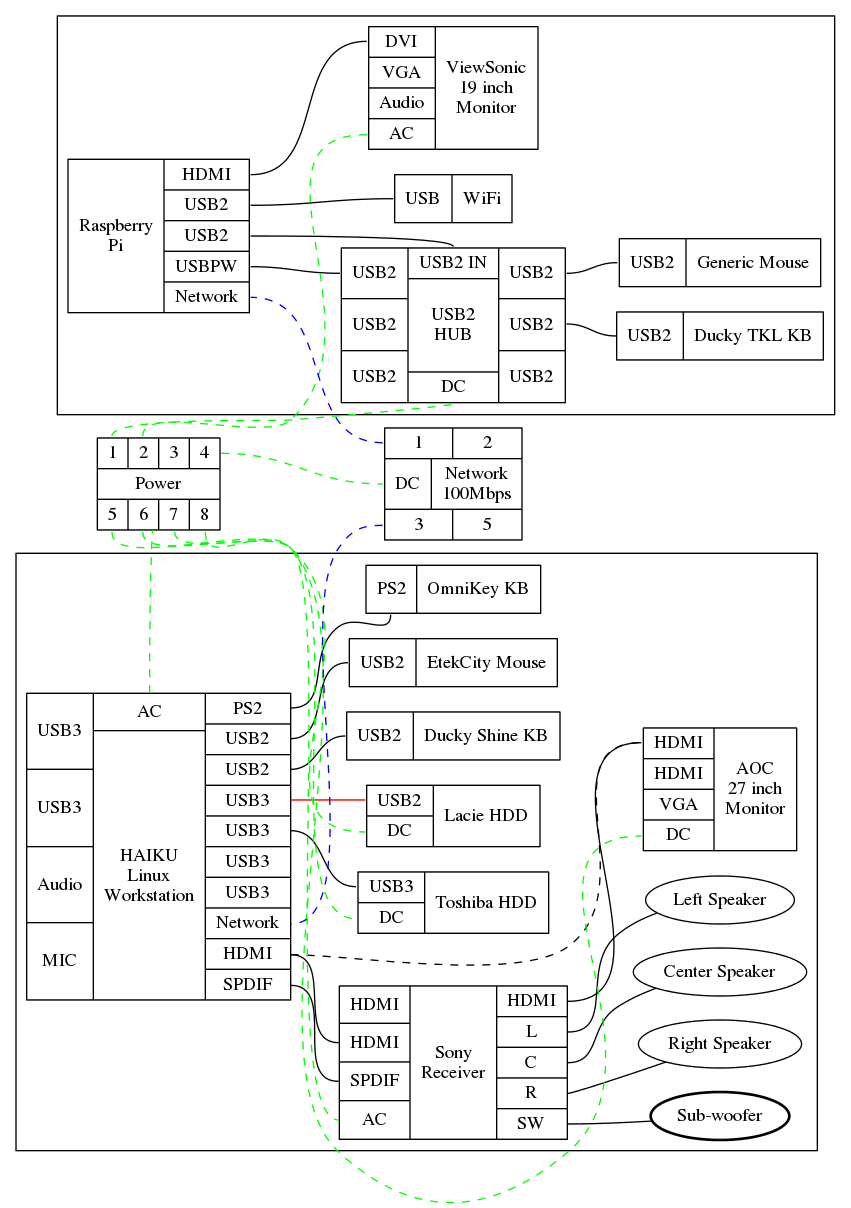 DVI
VGA
Audio
AC
ViewSonic
19 inch
Monitor
Raspberry
Pi
HDMI
USB2
USB2
USBPW
Network
USB
WiFi
USB2
USB2
USB2
USB2 IN
USB2
HUB
DC
USB2
USB2
USB2
USB2
Generic Mouse
USB2
Ducky TKL KB
1
2
3
4
Power
5
6
7
8
1
2
DC
Network
100Mbps
3
5
PS2
OmniKey KB
USB2
EtekCity Mouse
USB2
Ducky Shine KB
USB3
USB3
Audio
MIC
AC
HAIKU
Linux
Workstation
PS2
USB2
USB2
USB3
USB3
USB3
USB3
Network
HDMI
SPDIF
USB2
DC
Lacie HDD
USB3
DC
Toshiba HDD
HDMI
HDMI
VGA
DC
AOC
27 inch
Monitor
HDMI
HDMI
SPDIF
AC
Sony
Receiver
HDMI
L
C
R
SW
Left Speaker
Center Speaker
Right Speaker
Sub-woofer